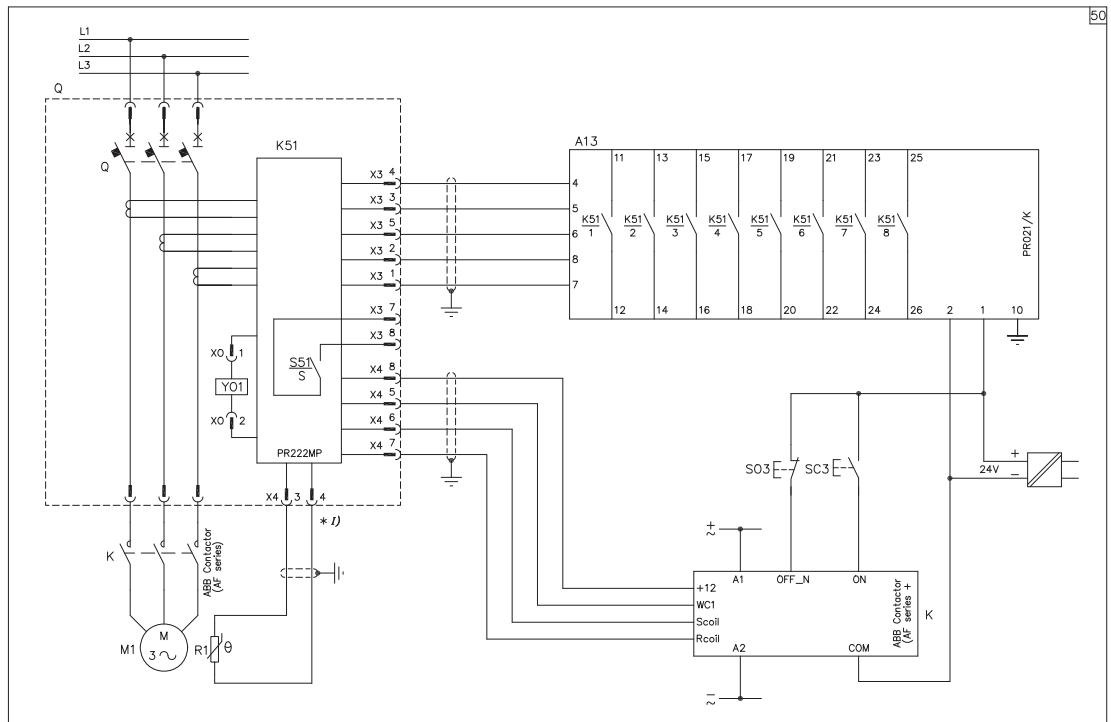 50
L1
L2
L3
Q
Q
K51
X3 4
X3 3
X3 5
X3 2
X3 1
X3 7
X3 8
X4 8
X4 5
X4 6
X4 7
S51
S
X0 1
Y01
X0 2
PR222MP
X4 3 4
* I)
A13
11 13 15 17 19 21 23 25
4
5
6
8
7
K51 K51 K51 K51 K51 K51 K51 K51
1 2 3 4 5 6 7 8
PR021/K
12 14 16 18 20 22 24 26 2 1 10
SO3 SC3
24V
+
−
K
ABB Contactor
(AF series)
M1
M
3 ~
R1
θ
+
~
A1 OFF_N ON
+12
WC1
Scoil
Rcoil
ABB Contactor
(AF series +
K
A2 COM
−
~